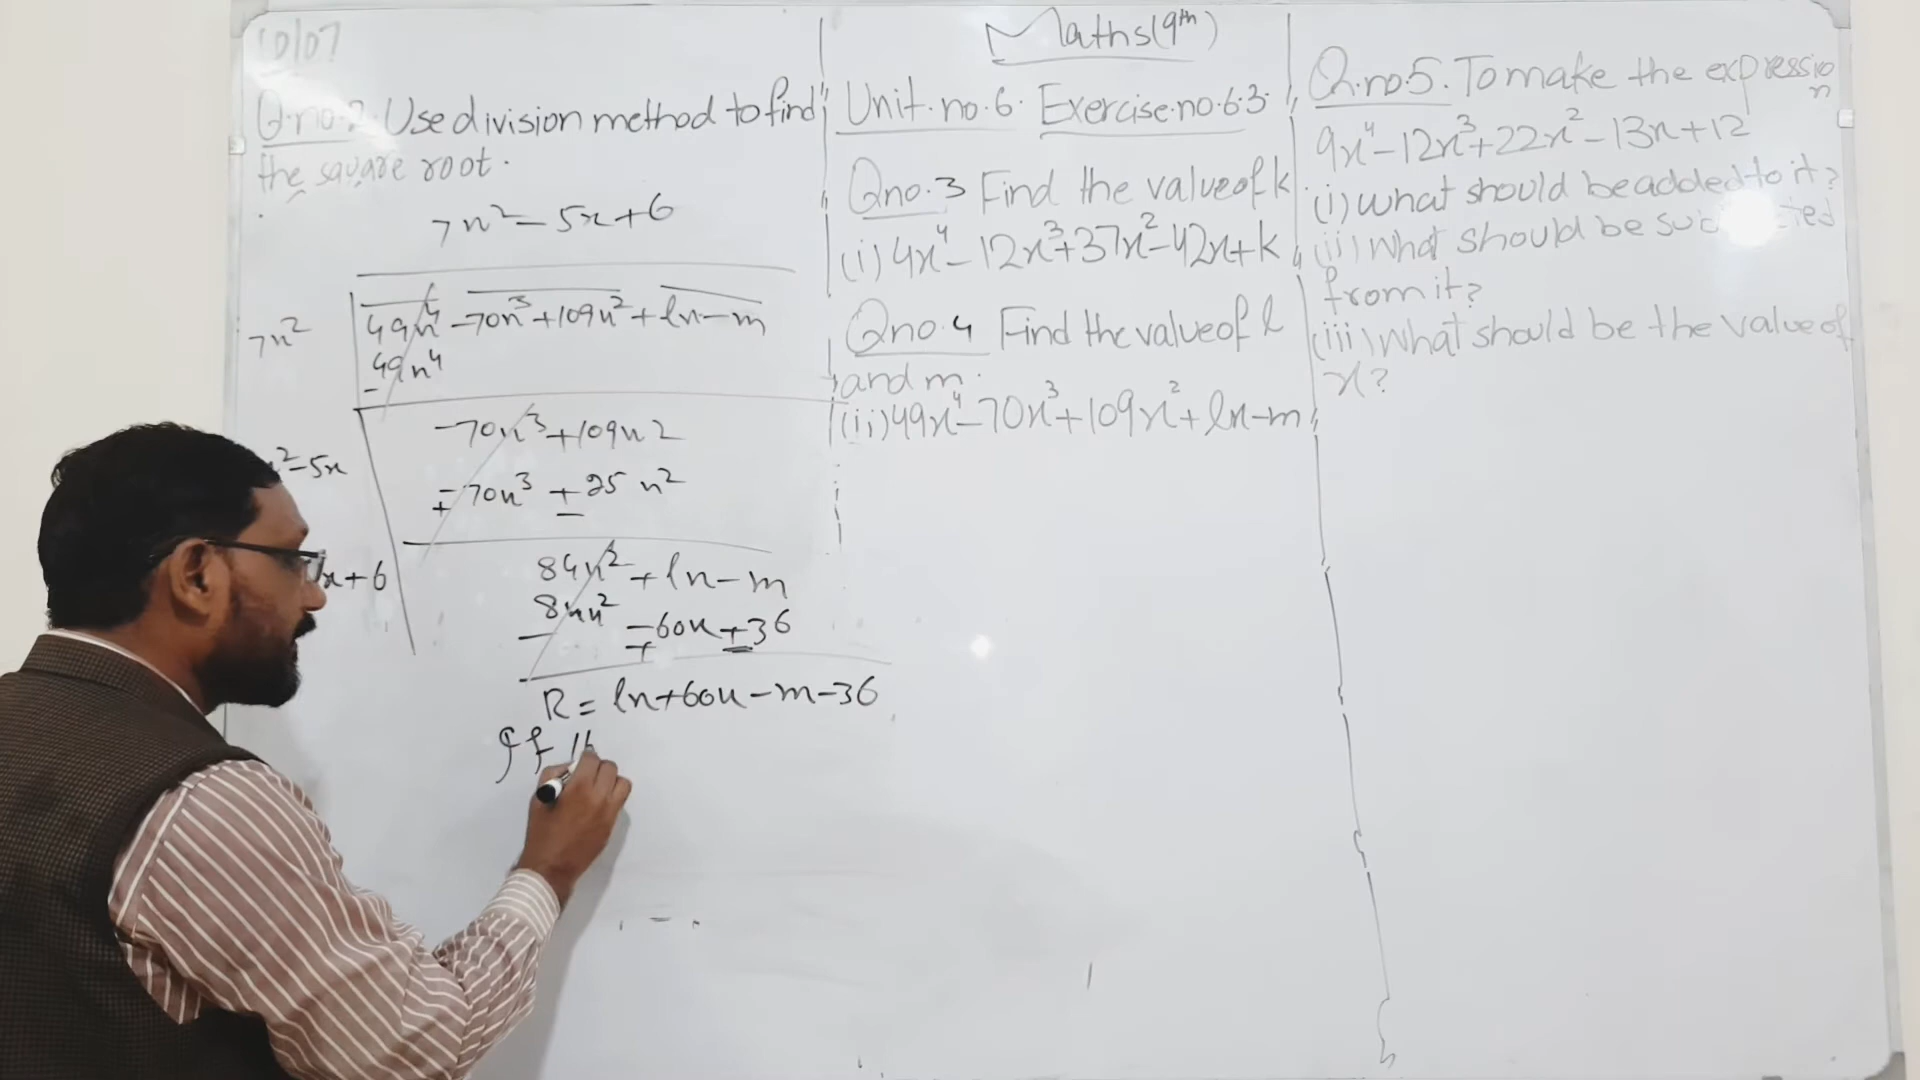 10/07
Q.no.2. Use division method to find
the square root.
7x² - 5x + 6
7x²
49x⁴ - 70x³ + 109x² + lx - m
- 49x⁴
x² - 5x
- 70x³ + 109x2
∓ 70x³ ± 25x²
x + 6
84x² + lx - m
- 84x² ∓ 60x ± 36
R = lx + 60x - m - 36
If
Maths (9th)
Unit.no.6. Exercise.no.6.3.
Qno.3 Find the value of k.
(i) 4x⁴ - 12x³ + 37x² - 42x + k
Qno.4 Find the value of l
and m.
(ii) 49x⁴ - 70x³ + 109x² + lx - m
Q.no.5. To make the expression
9x⁴ - 12x³ + 22x² - 13x + 12
(i) What should be added to it?
(ii) What should be
from it?
(iii) What should be the value of
x?